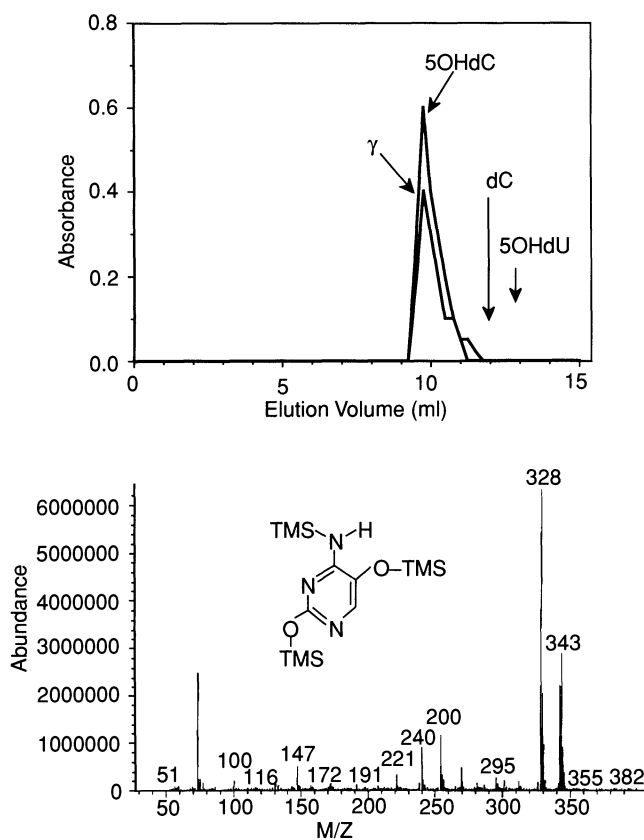 0.8
5OHdC
0.6
γ
dC
0.4
5OHdU
0.2
0.0
Absorbance
0 5 10 15
Elution Volume (ml)
328
6000000
5000000
4000000
3000000
2000000
1000000
0
Abundance
TMS N H
O TMS
N
O N
TMS
343
200
240
147
221
100
295
51
116
172
191
355
382
50 100 150 200 250 300 350
M/Z